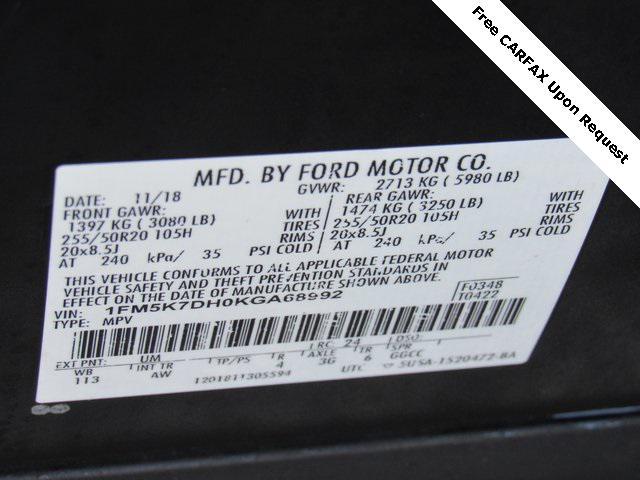 Free CARFAX Upon Request
MFD. BY FORD MOTOR CO.
DATE: 11/18 GVWR: 2713 KG ( 5980 LB)
FRONT GAWR: REAR GAWR:
1397 KG ( 3080 LB) WITH 1474 KG ( 3250 LB) WITH
255/50R20 105H TIRES 255/50R20 105H TIRES
20x8.5J RIMS 20x8.5J RIMS
AT 240 kPa/ 35 PSI COLD AT 240 kPa/ 35 PSI COLD
THIS VEHICLE CONFORMS TO ALL APPLICABLE FEDERAL MOTOR
VEHICLE SAFETY AND THEFT PREVENTION STANDARDS IN
EFFECT ON THE DATE OF MANUFACTURE SHOWN ABOVE.
VIN: 1FM5K7DH0KGA68992 F0348
TYPE: MPV T0422
LRC: 24 DSO:
EXT PNT: UM
WB INT TR TP/PS R AXLE TR SPR
113 AW 4 3G 6 GGCC
1201811305594 UTC 5USA-1520472-BA